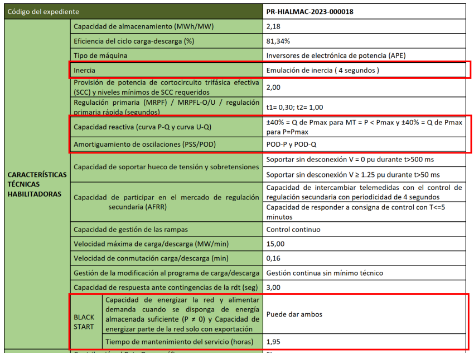 Código del expediente PR-HIALMAC-2023-000018
Capacidad de almacenamiento (MWh/MW) 2,18
Eficiencia del ciclo carga-descarga (%) 81,34%
Tipo de máquina Inversores de electrónica de potencia (APE)
Inercia Emulación de inercia ( 4 segundos )
Provisión de potencia de cortocircuito trifásica efectiva
(SCC) y niveles mínimos de SCC requeridos 2,00
Regulación primaria (MRPF) / MRPFL-O/U / regulación
primaria rápida (segundos) t1= 0,30; t2= 1,00
Capacidad reactiva (curva P-Q y curva U-Q) ±40% = Q de Pmax para MT = P < Pmax y ±40% = Q de Pmax
para P=Pmax
Amortiguamiento de oscilaciones (PSS/POD) POD-P y POD-Q
CARACTERÍSTICAS
TÉCNICAS
HABILITADORAS
Capacidad de soportar hueco de tensión y sobretensiones Soportar sin desconexión V = 0 pu durante t>500 ms
Soportar sin desconexión V ≥ 1.25 pu durante t>50 ms
Capacidad de participar en el mercado de regulación
secundaria (AFRR)
Capacidad de intercambiar telemedidas con el control de
regulación secundaria con periodicidad de 4 segundos
Capacidad de responder a consigna de control con T<=5
minutos
Capacidad de gestión de las rampas Control continuo
Velocidad máxima de carga/descarga (MW/min) 15,00
Velocidad de conmutación carga/descarga (min) 0,16
Gestión de la modificación al programa de carga/descarga Gestión continua sin mínimo técnico
Capacidad de respuesta ante contingencias de la rdt (seg) 3,00
BLACK
START
Capacidad de energizar la red y alimentar
demanda cuando se disponga de energía
almacenada suficiente (P ≠ 0) y Capacidad de
energizar parte de la red solo con exportación
Puede dar ambos
Tiempo de mantenimiento del servicio (horas) 1,95